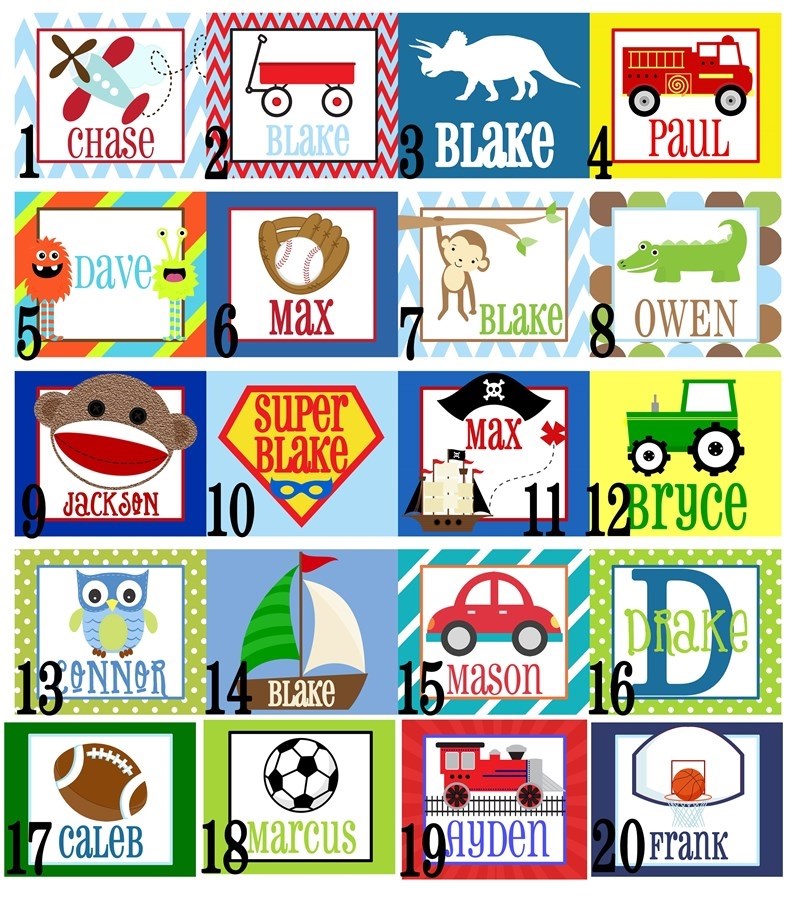 1 CHASE
2 BLAKE
3 BLAKE
4 PAUL
5 DAVE
6 MAX
7 BLAKE
8 OWEN
9 JACKSON
10 SUPER
BLAKE
11 MAX
12 BRYCE
13 CONNOR
14 BLAKE
15 MASON
16 D
DRAKE
17 CALEB
18 MARCUS
19 AYDEN
20 FRANK